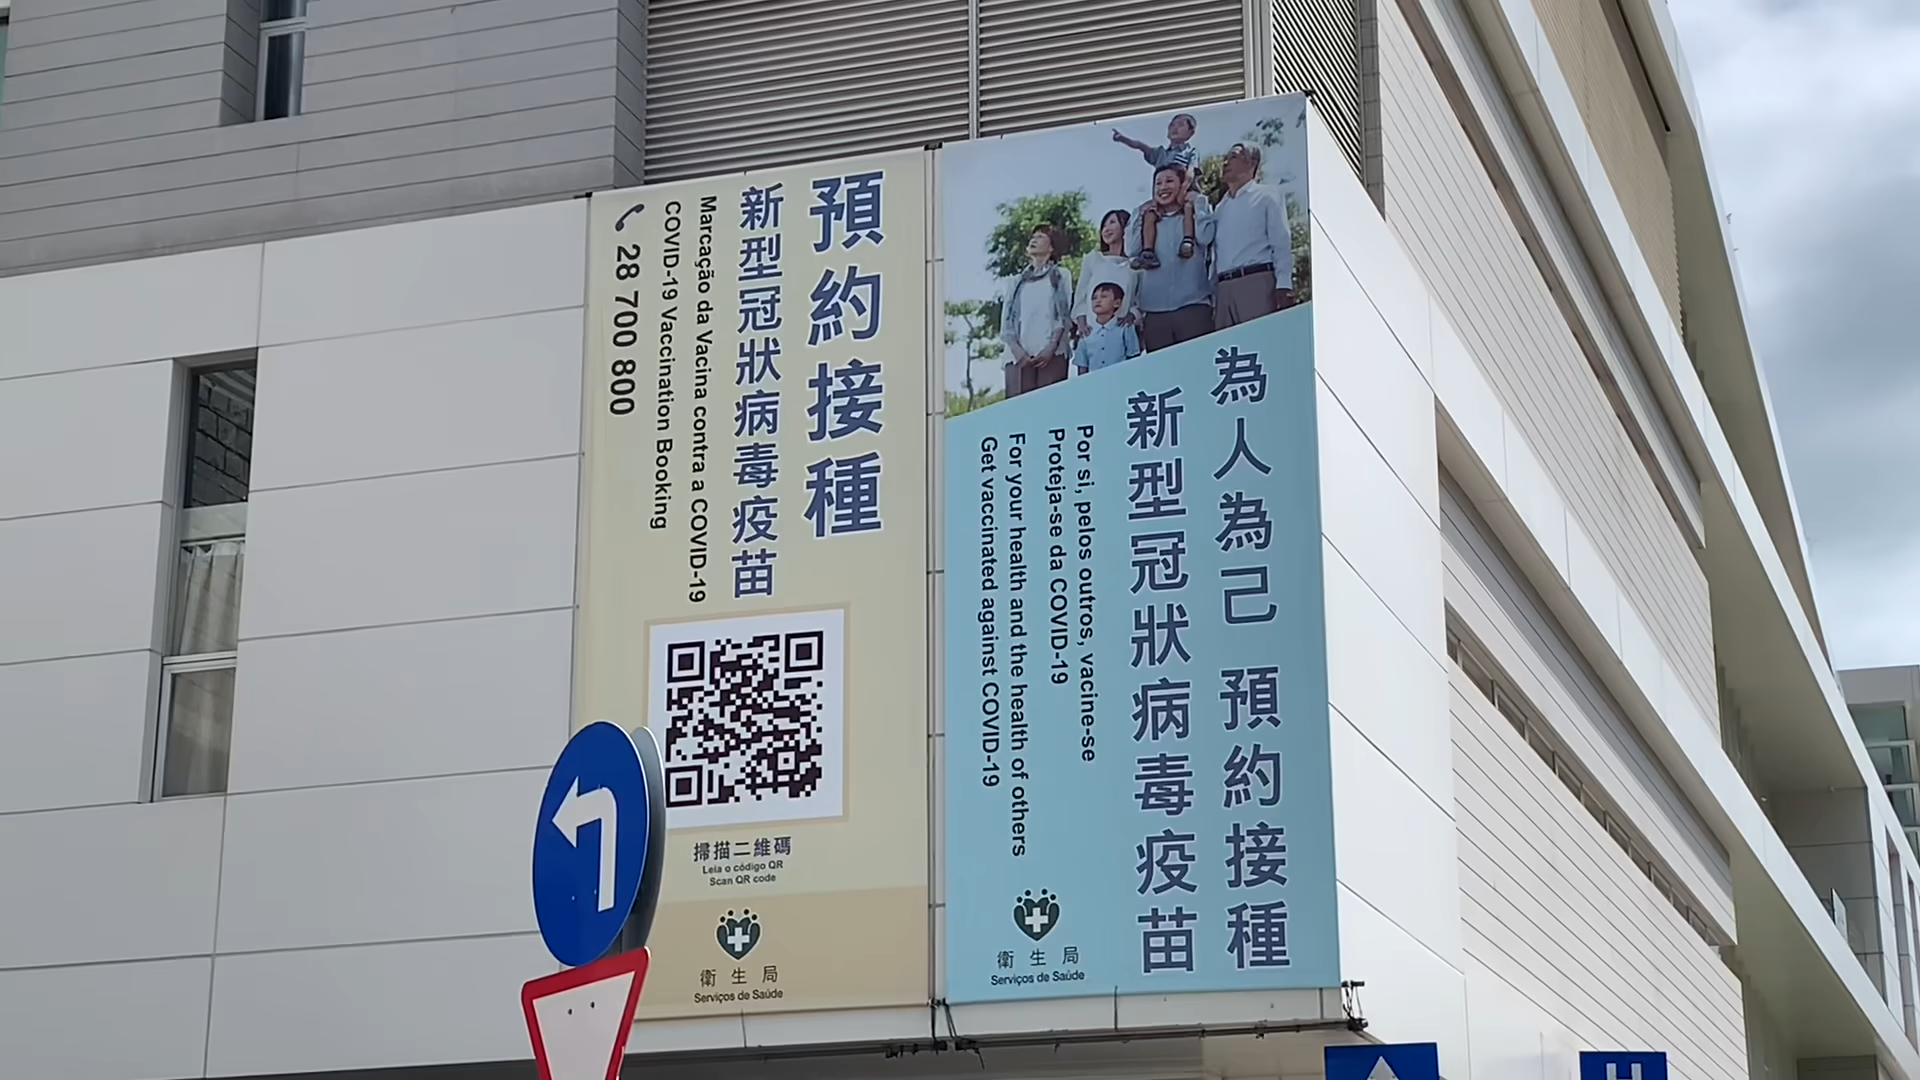 預約接種
新型冠狀病毒疫苗
Marcação da Vacina contra a COVID-19
COVID-19 Vaccination Booking
28 700 800
掃描二維碼
Leia o código QR
Scan QR code
衛生局
Serviços de Saúde
為人為己 預約接種
新型冠狀病毒疫苗
Por si, pelos outros, vacine-se
Proteja-se da COVID-19
For your health and the health of others
Get vaccinated against COVID-19
衛生局
Serviços de Saúde
H